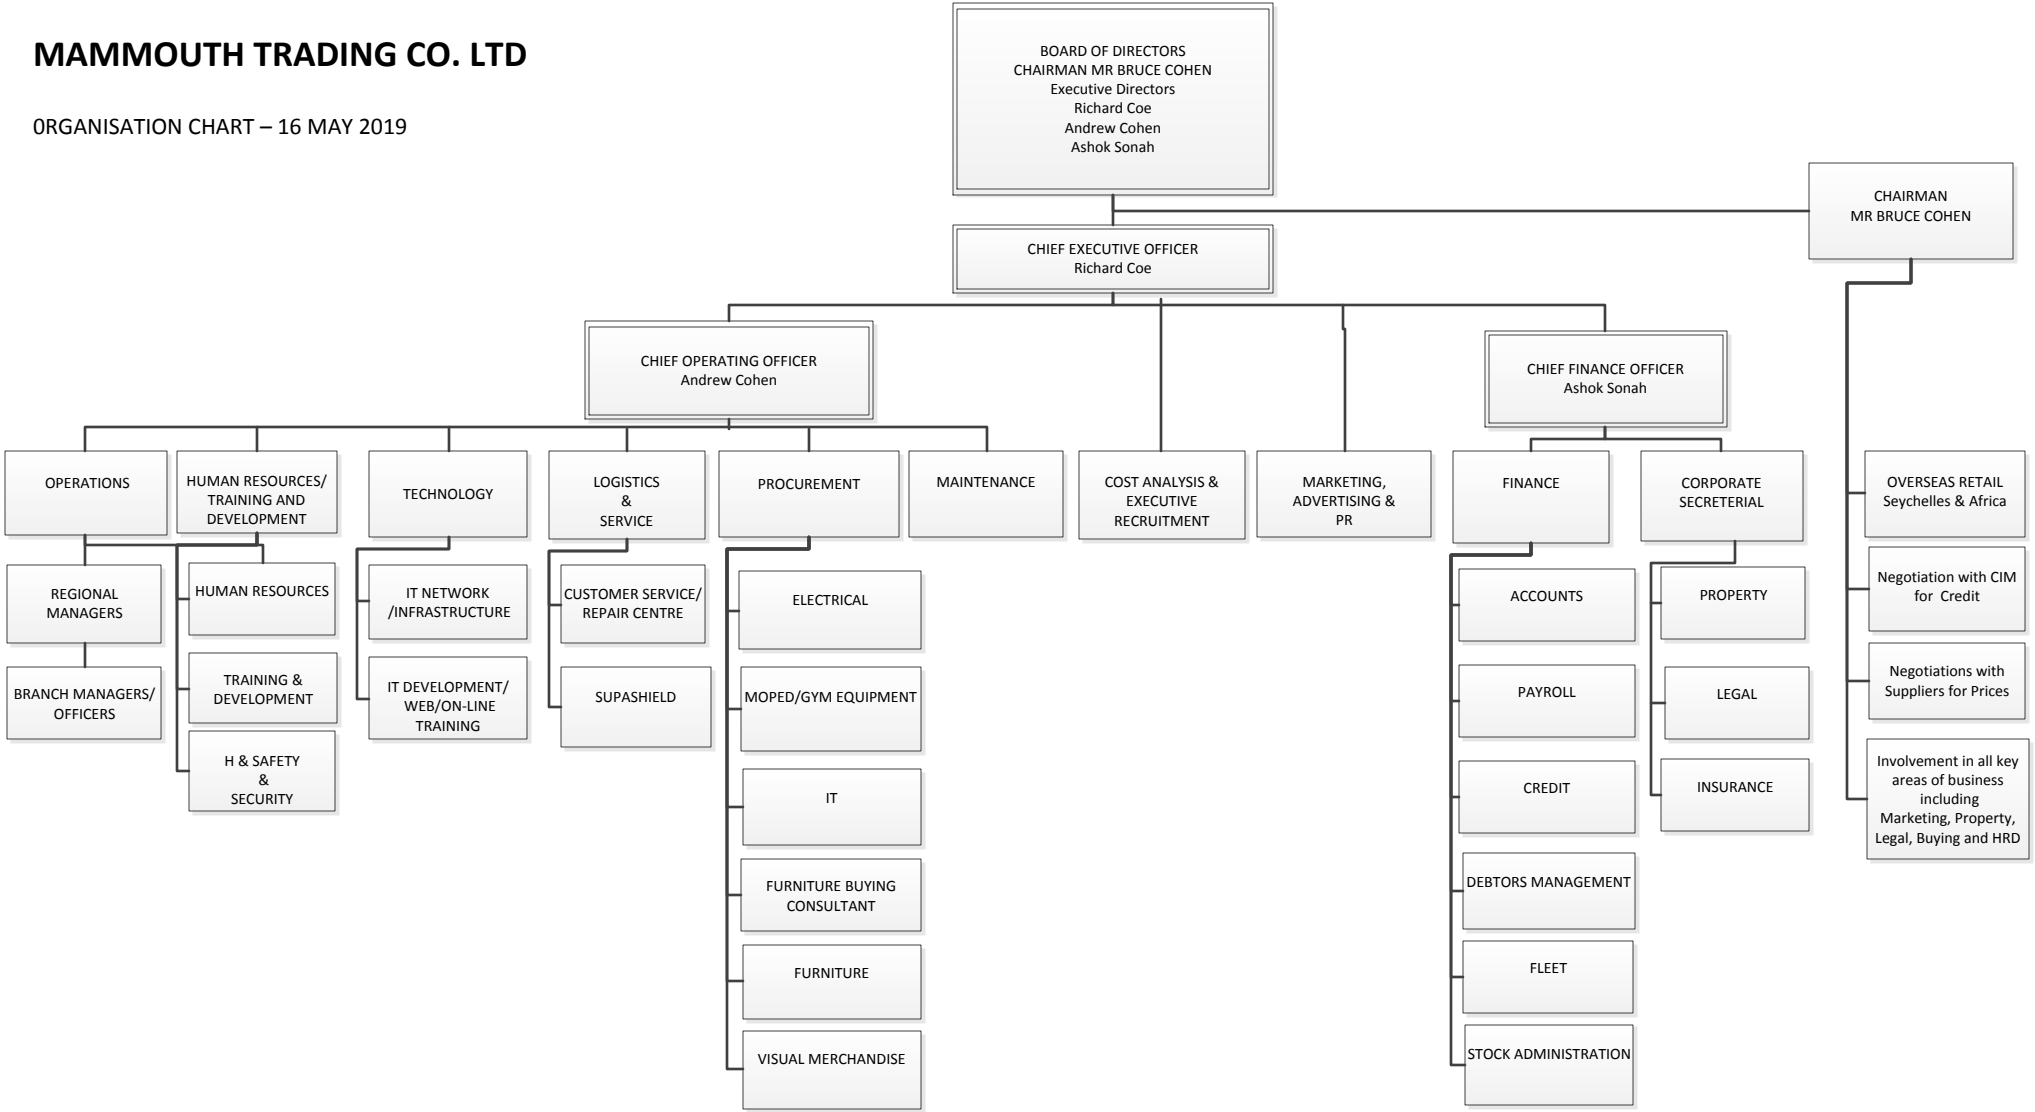 MAMMOUTH TRADING CO. LTD
0RGANISATION CHART – 16 MAY 2019
BOARD OF DIRECTORS
CHAIRMAN MR BRUCE COHEN
Executive Directors
Richard Coe
Andrew Cohen
Ashok Sonah
CHAIRMAN
MR BRUCE COHEN
CHIEF EXECUTIVE OFFICER
Richard Coe
CHIEF OPERATING OFFICER
Andrew Cohen
CHIEF FINANCE OFFICER
Ashok Sonah
OPERATIONS
HUMAN RESOURCES/
TRAINING AND
DEVELOPMENT
TECHNOLOGY
LOGISTICS
&
SERVICE
PROCUREMENT
MAINTENANCE
COST ANALYSIS &
EXECUTIVE
RECRUITMENT
MARKETING,
ADVERTISING &
PR
FINANCE
CORPORATE
SECRETERIAL
OVERSEAS RETAIL
Seychelles & Africa
REGIONAL
MANAGERS
BRANCH MANAGERS/
OFFICERS
HUMAN RESOURCES
TRAINING &
DEVELOPMENT
H & SAFETY
&
SECURITY
IT NETWORK
/INFRASTRUCTURE
IT DEVELOPMENT/
WEB/ON-LINE
TRAINING
CUSTOMER SERVICE/
REPAIR CENTRE
SUPASHIELD
ELECTRICAL
MOPED/GYM EQUIPMENT
IT
FURNITURE BUYING
CONSULTANT
FURNITURE
VISUAL MERCHANDISE
ACCOUNTS
PAYROLL
CREDIT
DEBTORS MANAGEMENT
FLEET
STOCK ADMINISTRATION
PROPERTY
LEGAL
INSURANCE
Negotiation with CIM
for Credit
Negotiations with
Suppliers for Prices
Involvement in all key
areas of business
including
Marketing, Property,
Legal, Buying and HRD